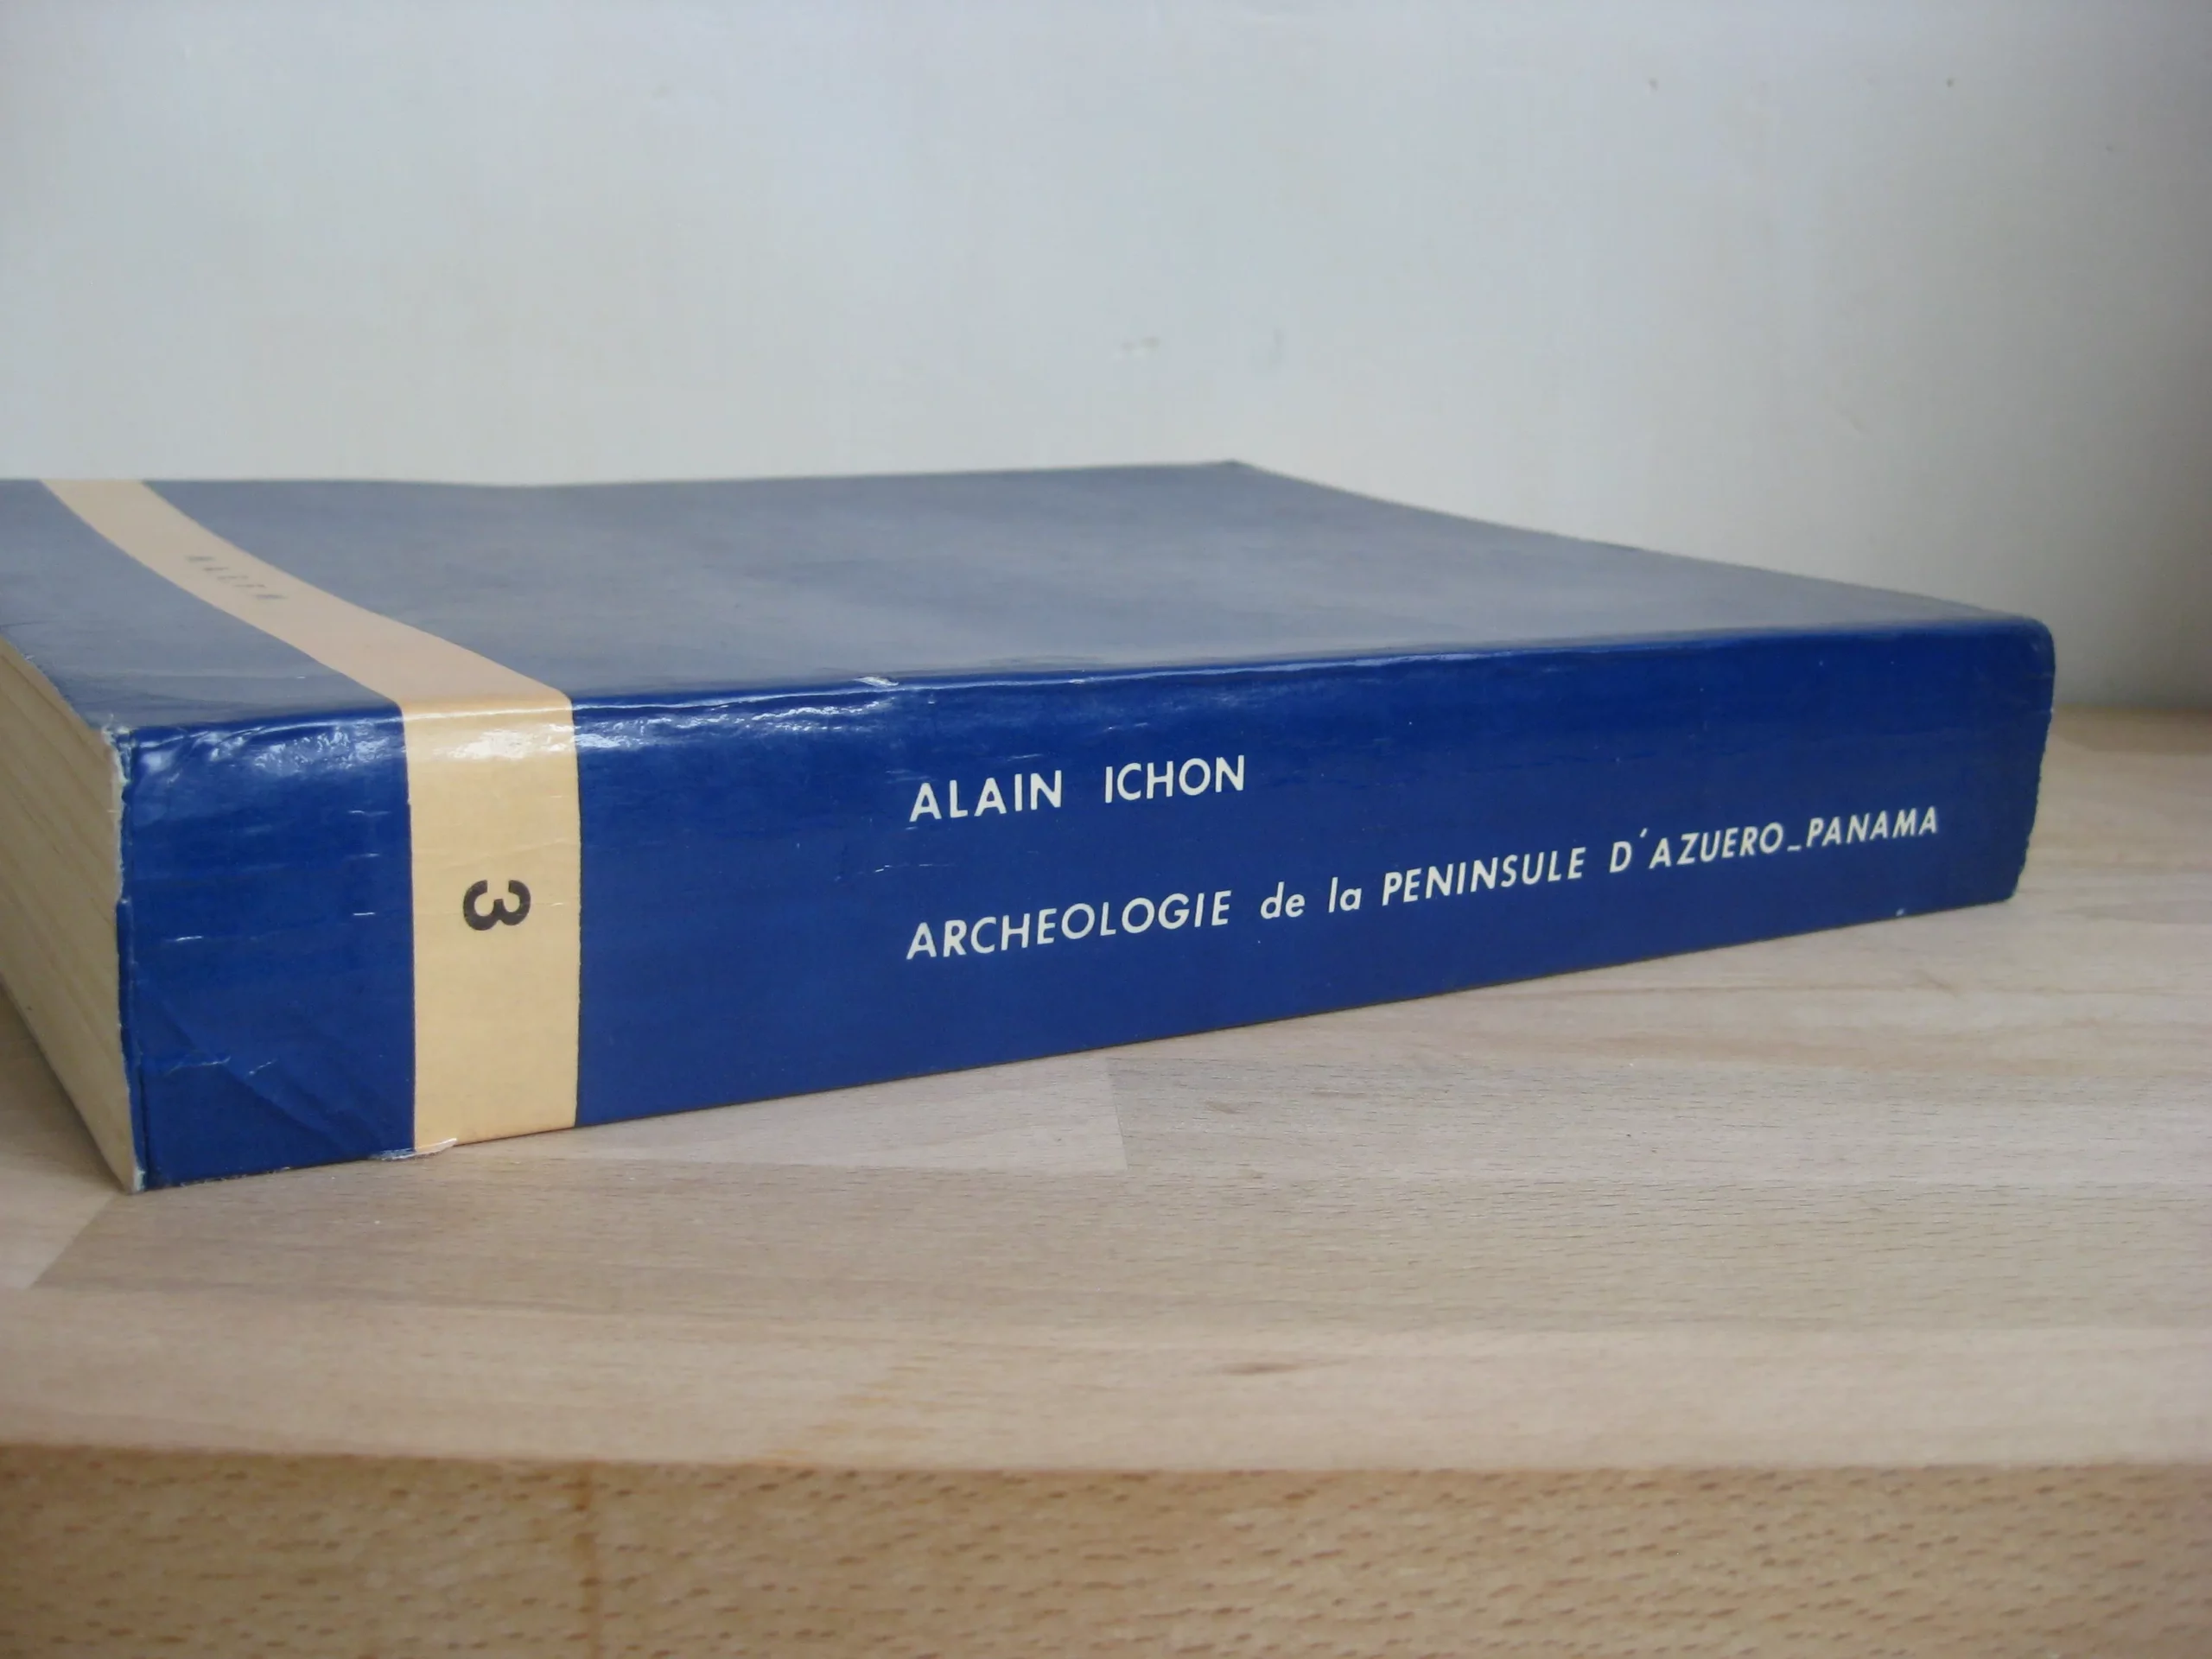 3
ALAIN ICHON
ARCHEOLOGIE de la PENINSULE D'AZUERO_PANAMA